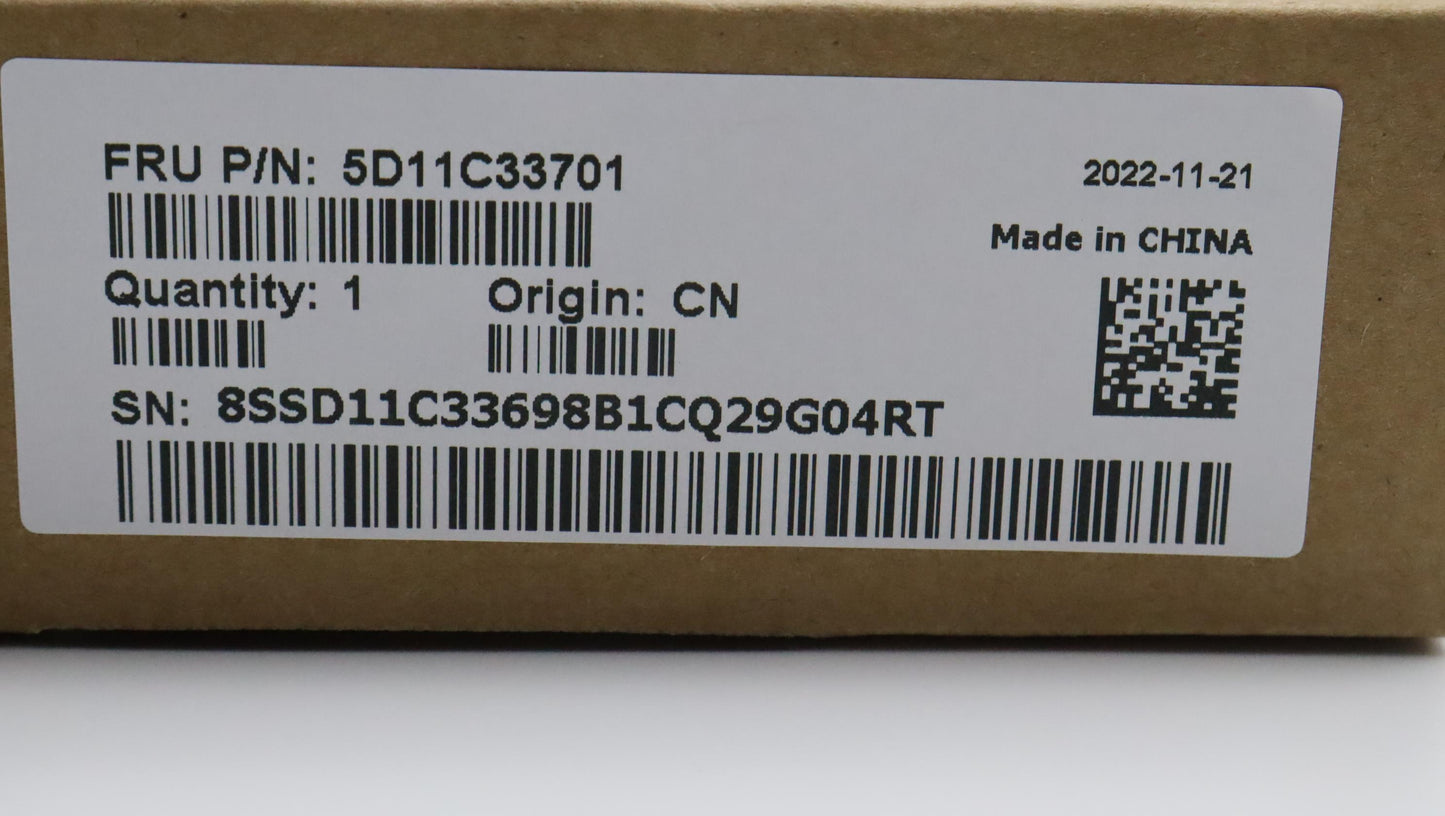 FRU P/N: 5D11C33701
2022-11-21
Made in CHINA
Quantity: 1 Origin: CN
SN: 8SSD11C33698B1CQ29G04RT